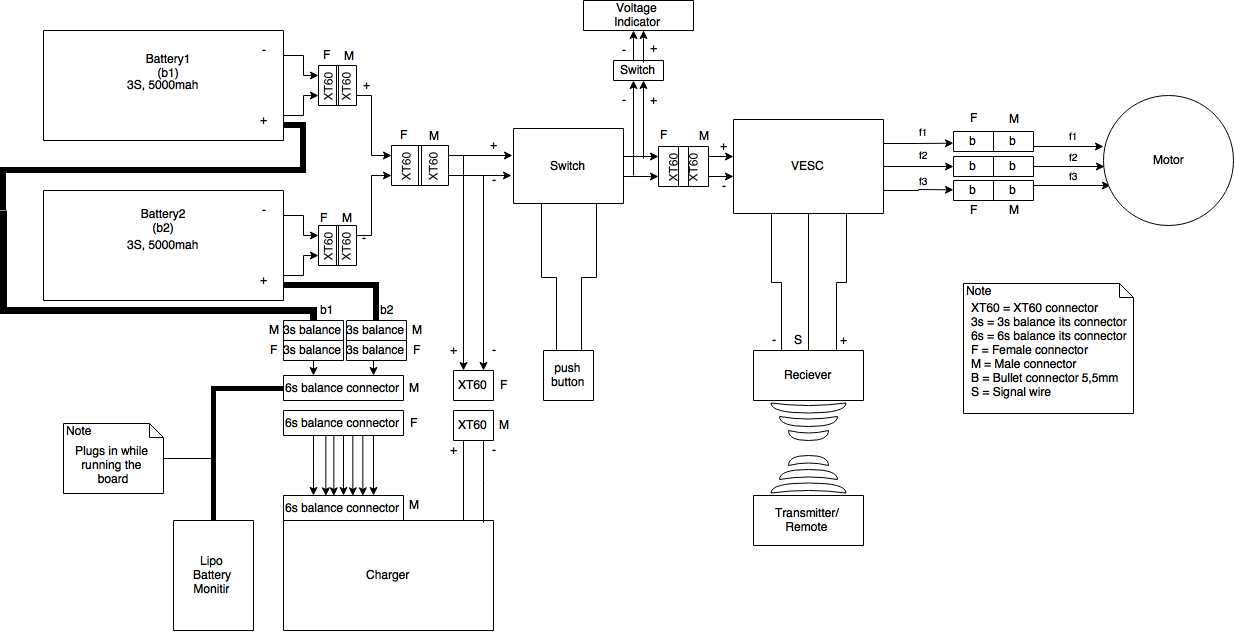 Voltage
Indicator
-
+
Switch
-
+
Battery1
(b1)
3S, 5000mah
-
+
F
M
XT60
XT60
+
F
M
XT60
XT60
+
-
Switch
F
M
XT60
XT60
+
-
VESC
f1
f2
f3
F
M
b
b
b
b
b
b
F
M
f1
f2
f3
Motor
Battery2
(b2)
3S, 5000mah
-
+
F
M
XT60
XT60
-
b1
b2
M
3s balance
3s balance
M
F
3s balance
3s balance
F
6s balance connector
M
6s balance connector
F
6s balance connector
M
+
-
XT60
F
XT60
M
+
-
push
button
-
S
+
Reciever
Transmitter/
Remote
Note
XT60 = XT60 connector
3s = 3s balance its connector
6s = 6s balance its connector
F = Female connector
M = Male connector
B = Bullet connector 5,5mm
S = Signal wire
Note
Plugs in while
running the
board
Lipo
Battery
Monitir
Charger